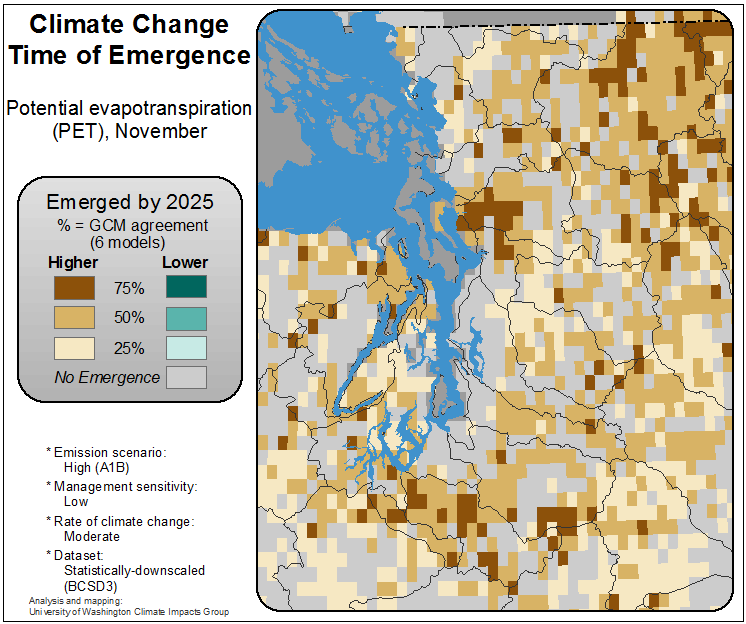 Climate Change
Time of Emergence
Potential evapotranspiration
(PET), November
Emerged by 2025
% = GCM agreement
(6 models)
Higher Lower
75%
50%
25%
No Emergence
* Emission scenario:
High (A1B)
* Management sensitivity:
Low
* Rate of climate change:
Moderate
* Dataset:
Statistically-downscaled
(BCSD3)
Analysis and mapping:
University of Washington Climate Impacts Group